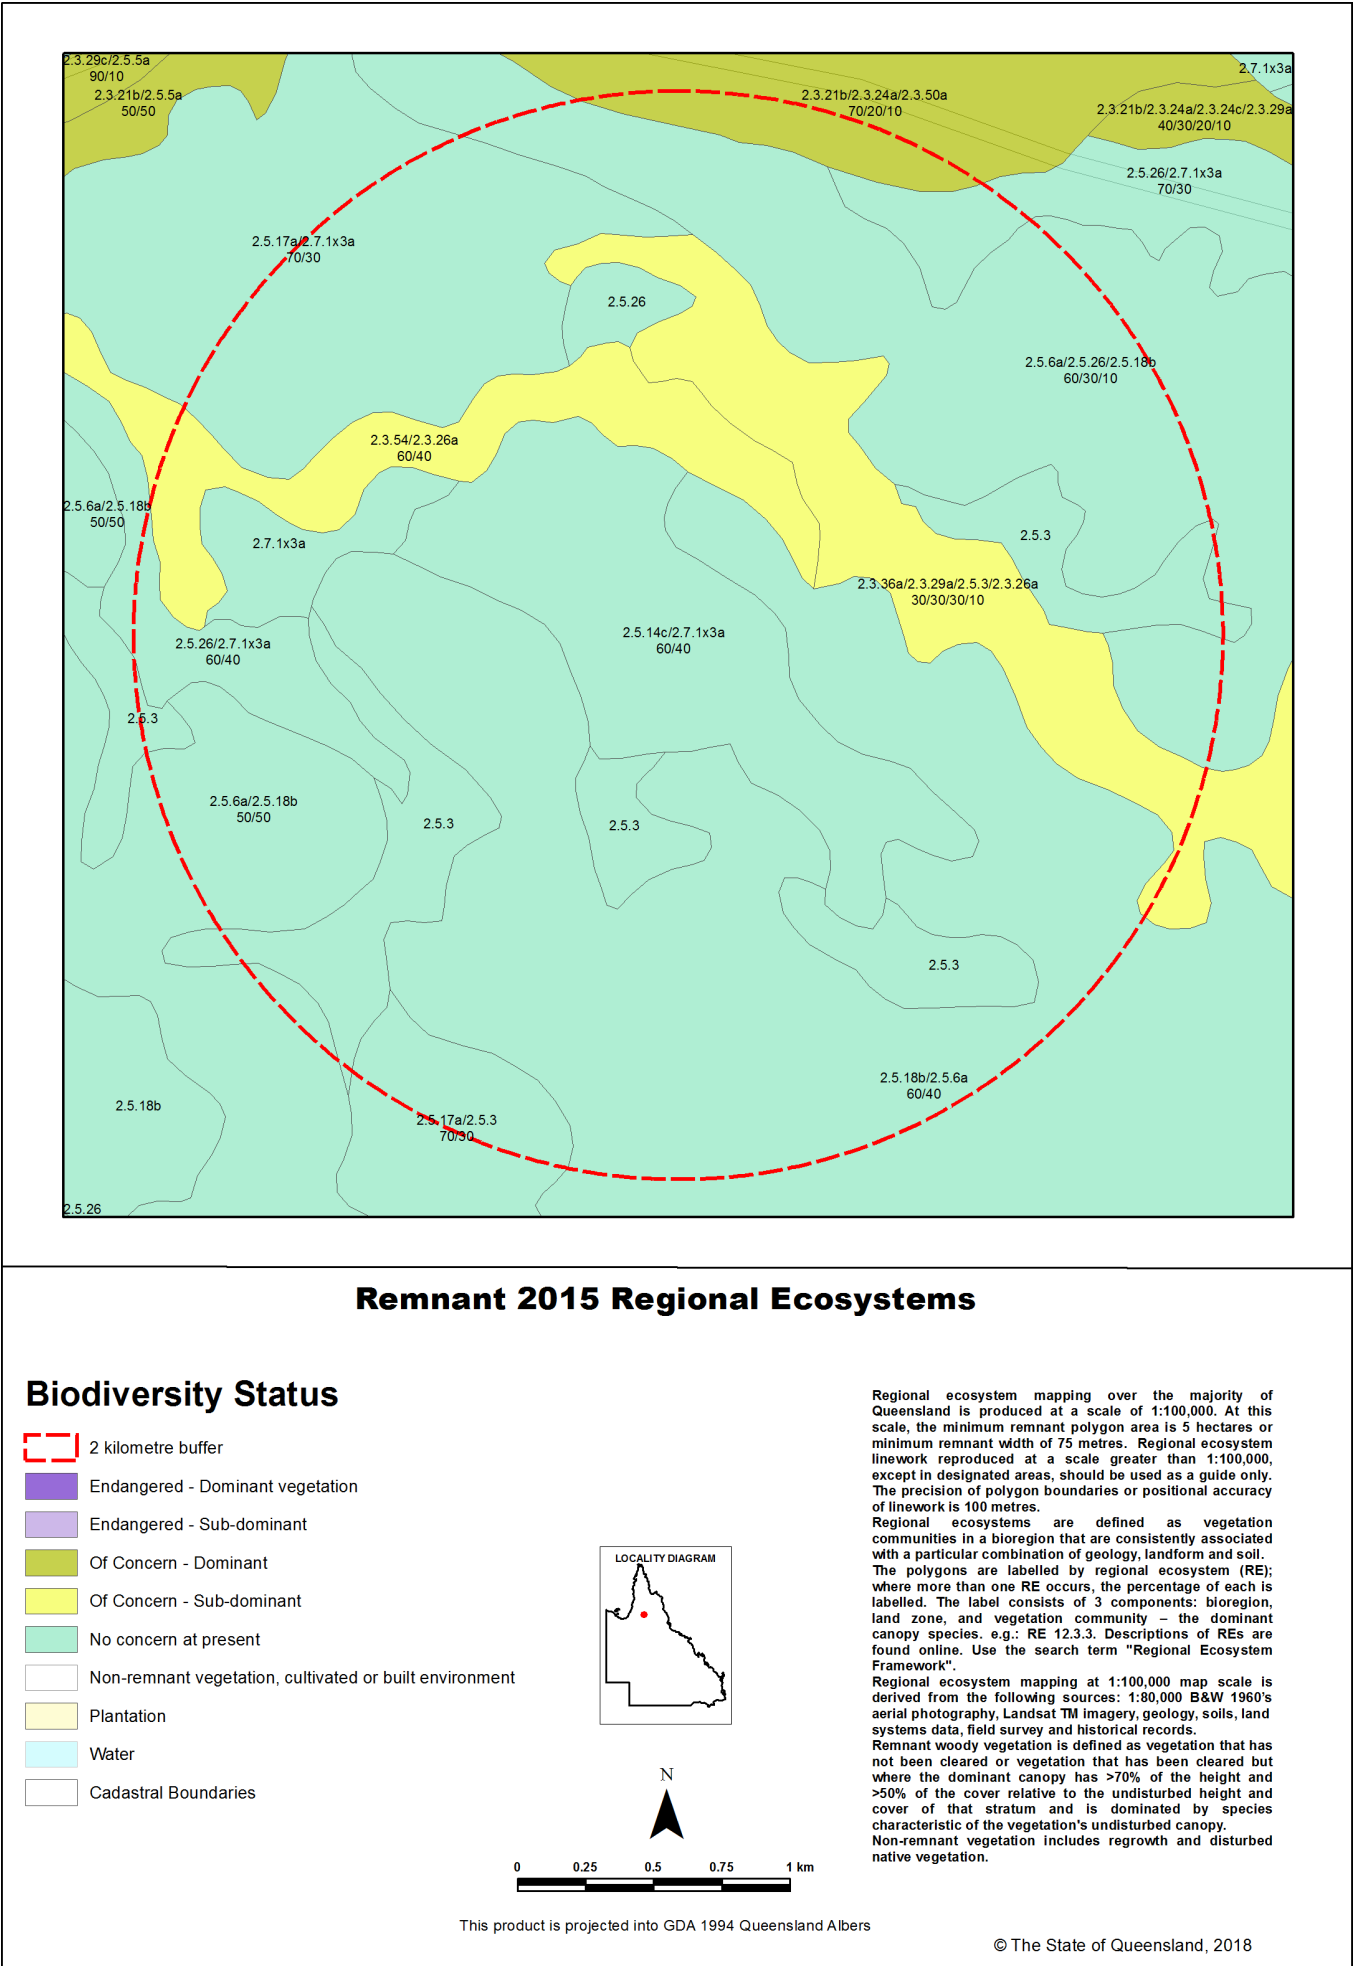 2.3.29c/2.5.5a
90/10
2.3.21b/2.5.5a
50/50
2.3.21b/2.3.24a/2.3.50a
70/20/10
2.7.1x3a
2.3.21b/2.3.24a/2.3.24c/2.3.29a
40/30/20/10
2.5.26/2.7.1x3a
70/30
2.5.17a/2.7.1x3a
70/30
2.5.26
2.5.6a/2.5.26/2.5.18b
60/30/10
2.3.54/2.3.26a
60/40
2.5.6a/2.5.18b
50/50
2.7.1x3a
2.5.3
2.3.36a/2.3.29a/2.5.3/2.3.26a
30/30/30/10
2.5.26/2.7.1x3a
60/40
2.5.14c/2.7.1x3a
60/40
2.5.3
2.5.6a/2.5.18b
50/50
2.5.3
2.5.3
2.5.3
2.5.18b/2.5.6a
60/40
2.5.18b
2.5.17a/2.5.3
70/30
2.5.26
Remnant 2015 Regional Ecosystems
Biodiversity Status
2 kilometre buffer
Endangered - Dominant vegetation
Endangered - Sub-dominant
Of Concern - Dominant
Of Concern - Sub-dominant
No concern at present
Non-remnant vegetation, cultivated or built environment
Plantation
Water
Cadastral Boundaries
LOCALITY DIAGRAM
N
0 0.25 0.5 0.75 1 km
Regional ecosystem mapping over the majority of
Queensland is produced at a scale of 1:100,000. At this
scale, the minimum remnant polygon area is 5 hectares or
minimum remnant width of 75 metres. Regional ecosystem
linework reproduced at a scale greater than 1:100,000,
except in designated areas, should be used as a guide only.
The precision of polygon boundaries or positional accuracy
of linework is 100 metres.
Regional ecosystems are defined as vegetation
communities in a bioregion that are consistently associated
with a particular combination of geology, landform and soil.
The polygons are labelled by regional ecosystem (RE);
where more than one RE occurs, the percentage of each is
labelled. The label consists of 3 components: bioregion,
land zone, and vegetation community – the dominant
canopy species. e.g.: RE 12.3.3. Descriptions of REs are
found online. Use the search term "Regional Ecosystem
Framework".
Regional ecosystem mapping at 1:100,000 map scale is
derived from the following sources: 1:80,000 B&W 1960's
aerial photography, Landsat TM imagery, geology, soils, land
systems data, field survey and historical records.
Remnant woody vegetation is defined as vegetation that has
not been cleared or vegetation that has been cleared but
where the dominant canopy has >70% of the height and
>50% of the cover relative to the undisturbed height and
cover of that stratum and is dominated by species
characteristic of the vegetation's undisturbed canopy.
Non-remnant vegetation includes regrowth and disturbed
native vegetation.
This product is projected into GDA 1994 Queensland Albers
© The State of Queensland, 2018